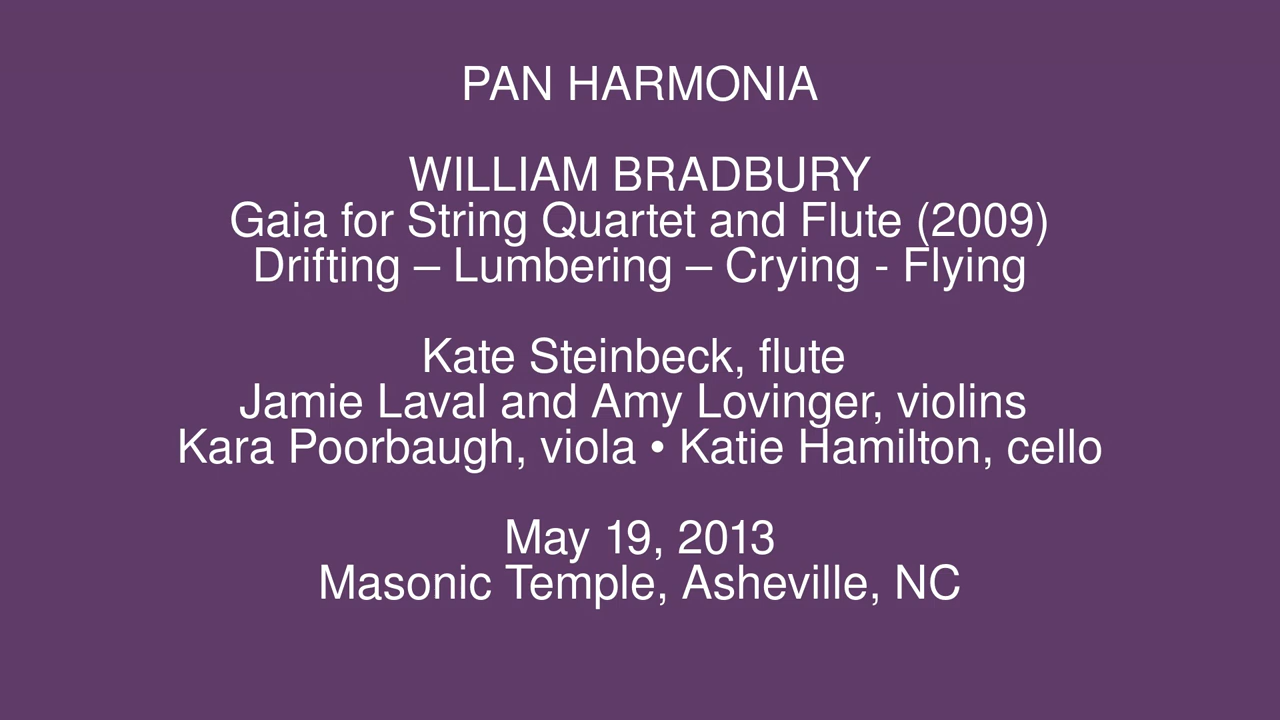 PAN HARMONIA
WILLIAM BRADBURY
Gaia for String Quartet and Flute (2009)
Drifting – Lumbering – Crying - Flying
Kate Steinbeck, flute
Jamie Laval and Amy Lovinger, violins
Kara Poorbaugh, viola • Katie Hamilton, cello
May 19, 2013
Masonic Temple, Asheville, NC